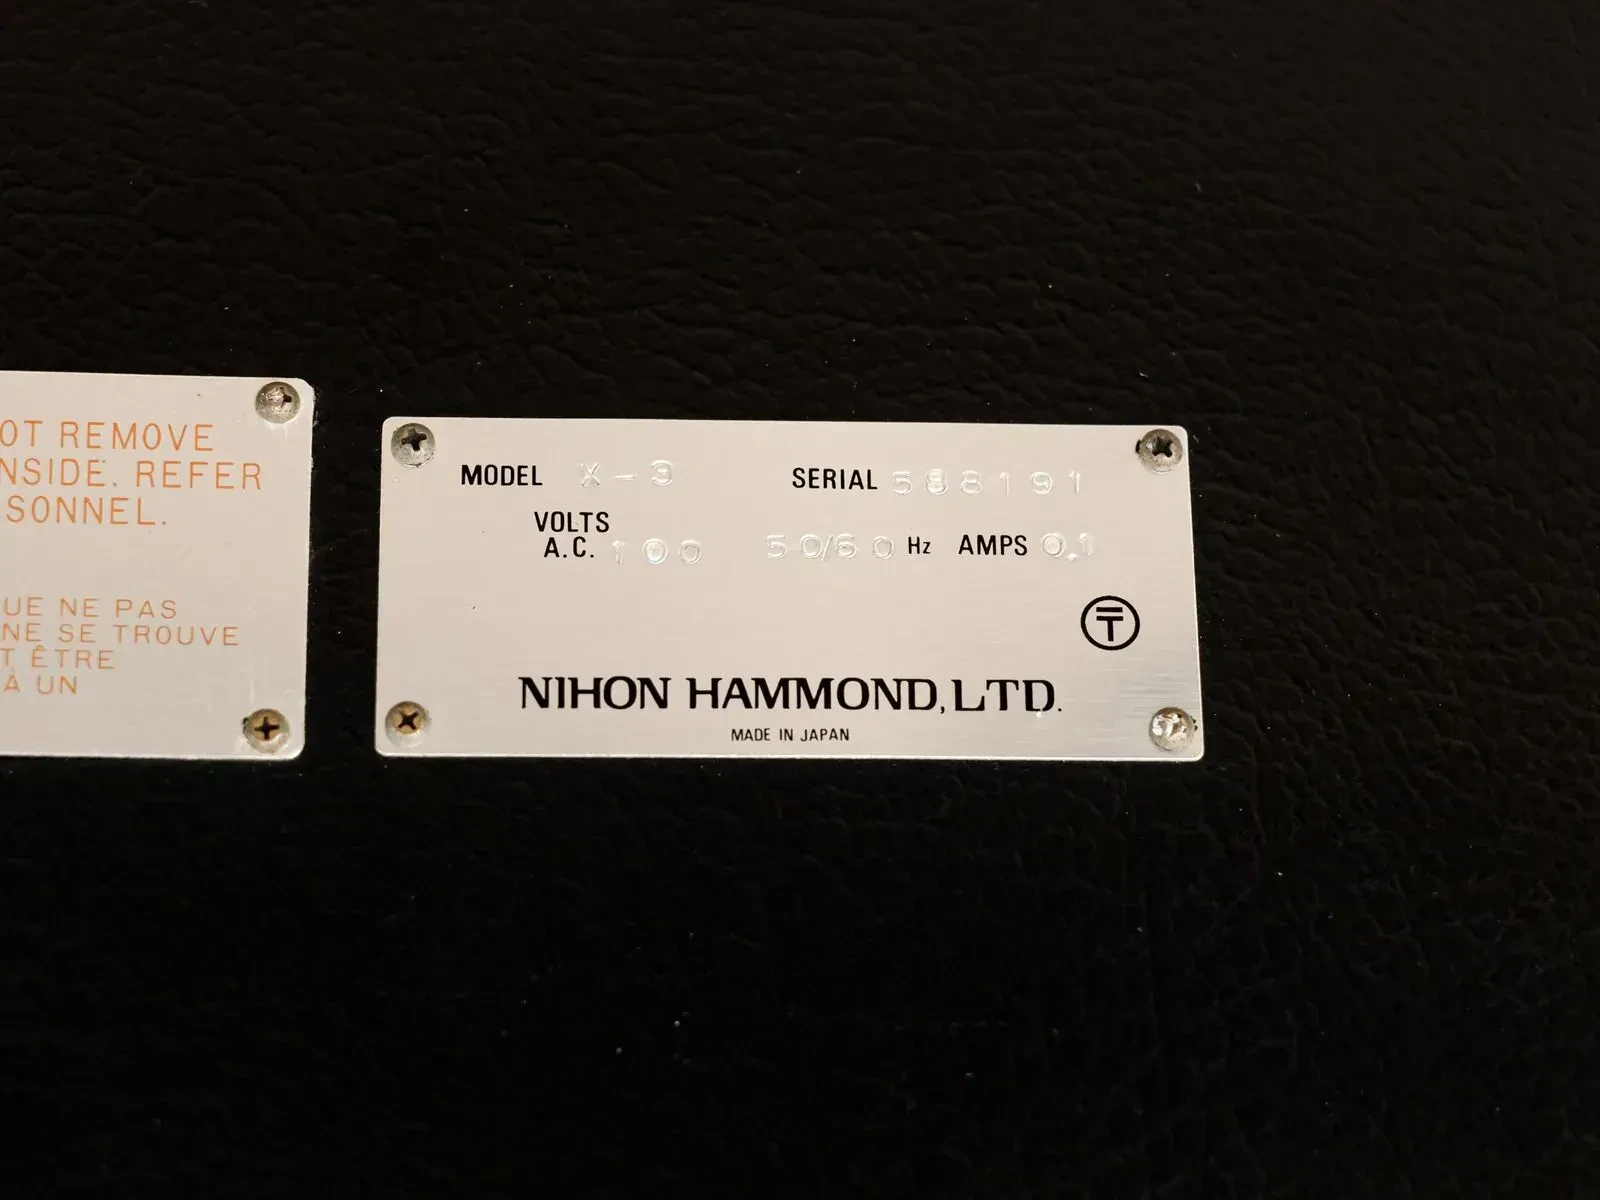 OT REMOVE
NSIDE. REFER
SONNEL.
UE NE PAS
NE SE TROUVE
T ÊTRE
À UN
MODEL X-3 SERIAL 588191
VOLTS
A.C. 100 50/60 Hz AMPS 0.1
NIHON HAMMOND, LTD.
MADE IN JAPAN